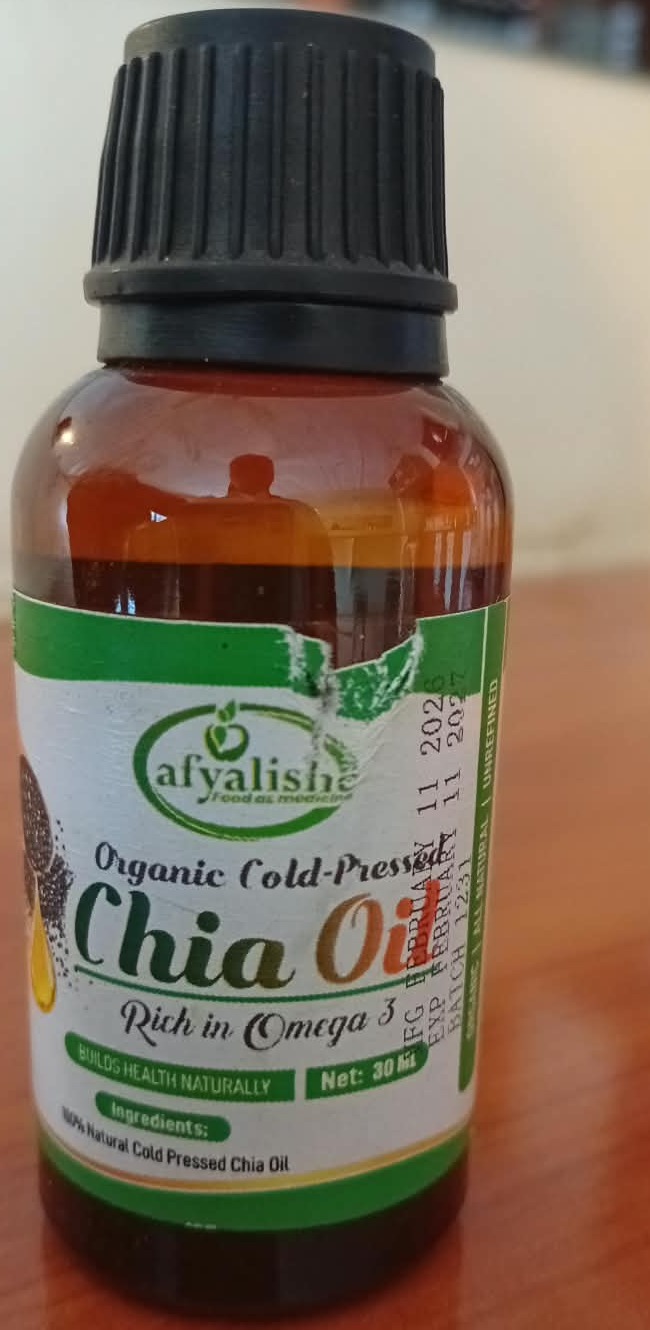 afyalishe
Food as medicine
Organic Cold-Pressed
Chia Oil
Rich in Omega 3
BUILDS HEALTH NATURALLY
Net: 30 ML
Ingredients:
100% Natural Cold Pressed Chia Oil
MFG FEBRUARY 11 2026
EXP FEBRUARY 11 2027
BATCH 1231
ORGANIC | ALL NATURAL | UNREFINED